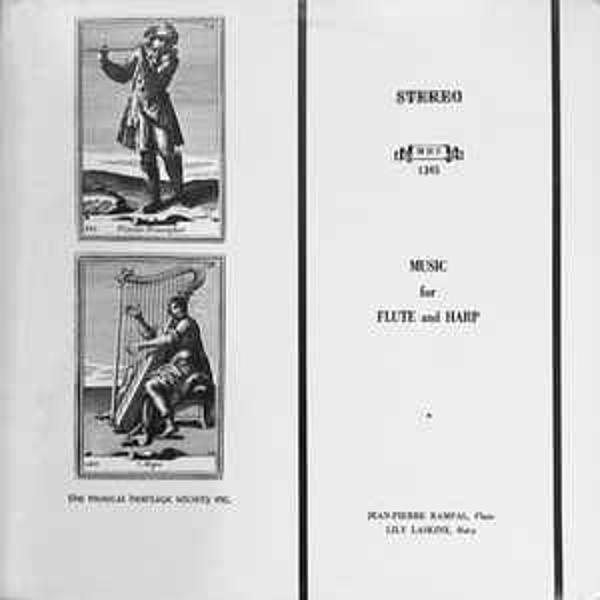 the musical heritage society inc.
STEREO
MHS
1345
MUSIC
for
FLUTE and HARP
JEAN-PIERRE RAMPAL, Flute
LILY LASKINE, Harp